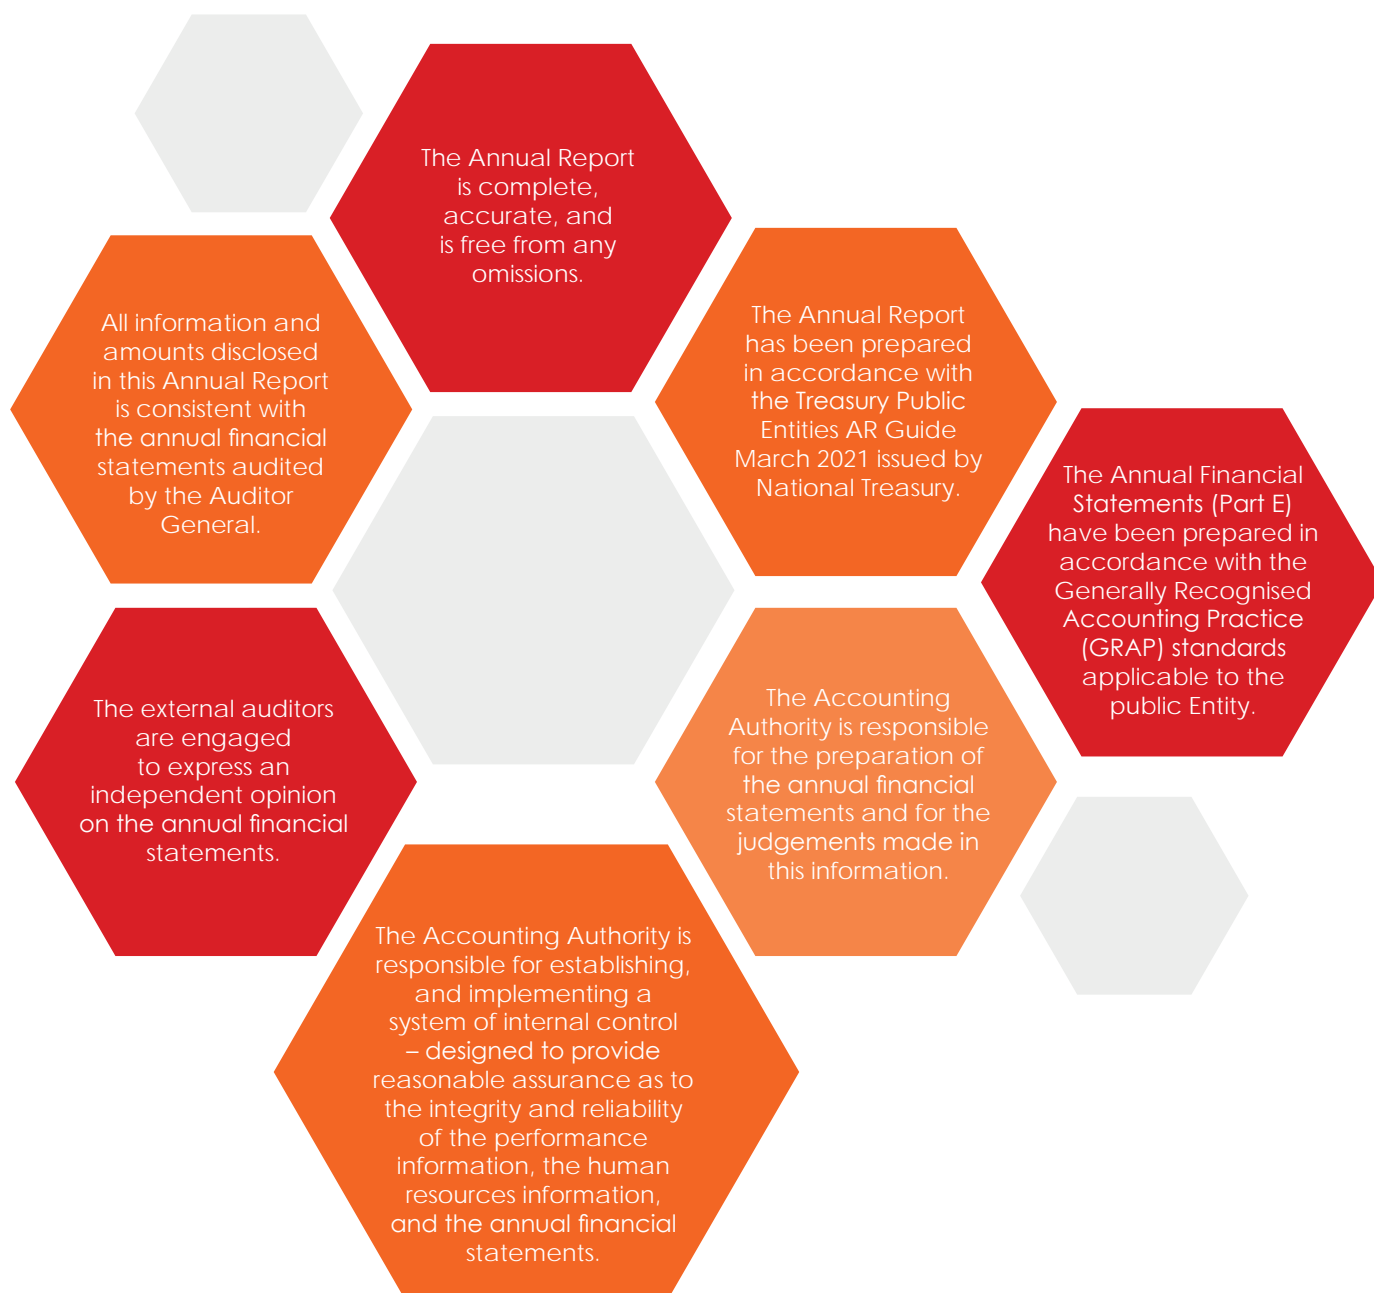 The Annual Report
is complete,
accurate, and
is free from any
omissions.
All information and
amounts disclosed
in this Annual Report
is consistent with
the annual financial
statements audited
by the Auditor
General.
The Annual Report
has been prepared
in accordance with
the Treasury Public
Entities AR Guide
March 2021 issued by
National Treasury.
The Annual Financial
Statements (Part E)
have been prepared in
accordance with the
Generally Recognised
Accounting Practice
(GRAP) standards
applicable to the
public Entity.
The external auditors
are engaged
to express an
independent opinion
on the annual financial
statements.
The Accounting
Authority is responsible
for the preparation of
the annual financial
statements and for the
judgements made in
this information.
The Accounting Authority is
responsible for establishing,
and implementing a
system of internal control
– designed to provide
reasonable assurance as to
the integrity and reliability
of the performance
information, the human
resources information,
and the annual financial
statements.